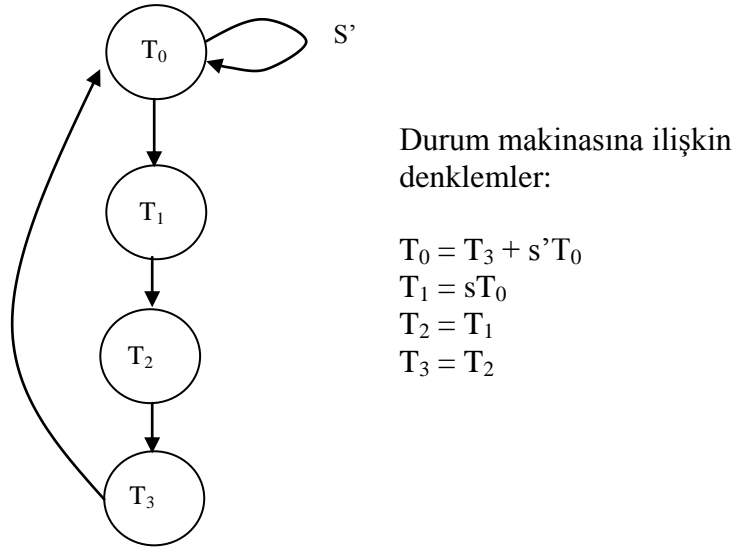 T₀
S’
T₁
T₂
T₃
Durum makinasına ilişkin
denklemler:
T₀ = T₃ + s’T₀
T₁ = sT₀
T₂ = T₁
T₃ = T₂